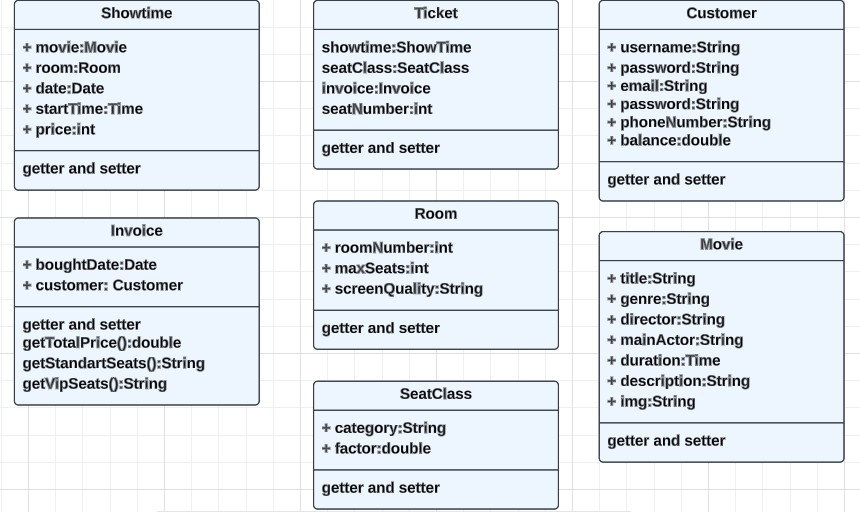 Showtime
+ movie:Movie
+ room:Room
+ date:Date
+ startTime:Time
+ price:int
getter and setter
Invoice
+ boughtDate:Date
+ customer: Customer
getter and setter
getTotalPrice():double
getStandartSeats():String
getVipSeats():String
Ticket
showtime:ShowTime
seatClass:SeatClass
invoice:Invoice
seatNumber:int
getter and setter
Room
+ roomNumber:int
+ maxSeats:int
+ screenQuality:String
getter and setter
SeatClass
+ category:String
+ factor:double
getter and setter
Customer
+ username:String
+ password:String
+ email:String
+ password:String
+ phoneNumber:String
+ balance:double
getter and setter
Movie
+ title:String
+ genre:String
+ director:String
+ mainActor:String
+ duration:Time
+ description:String
+ img:String
getter and setter